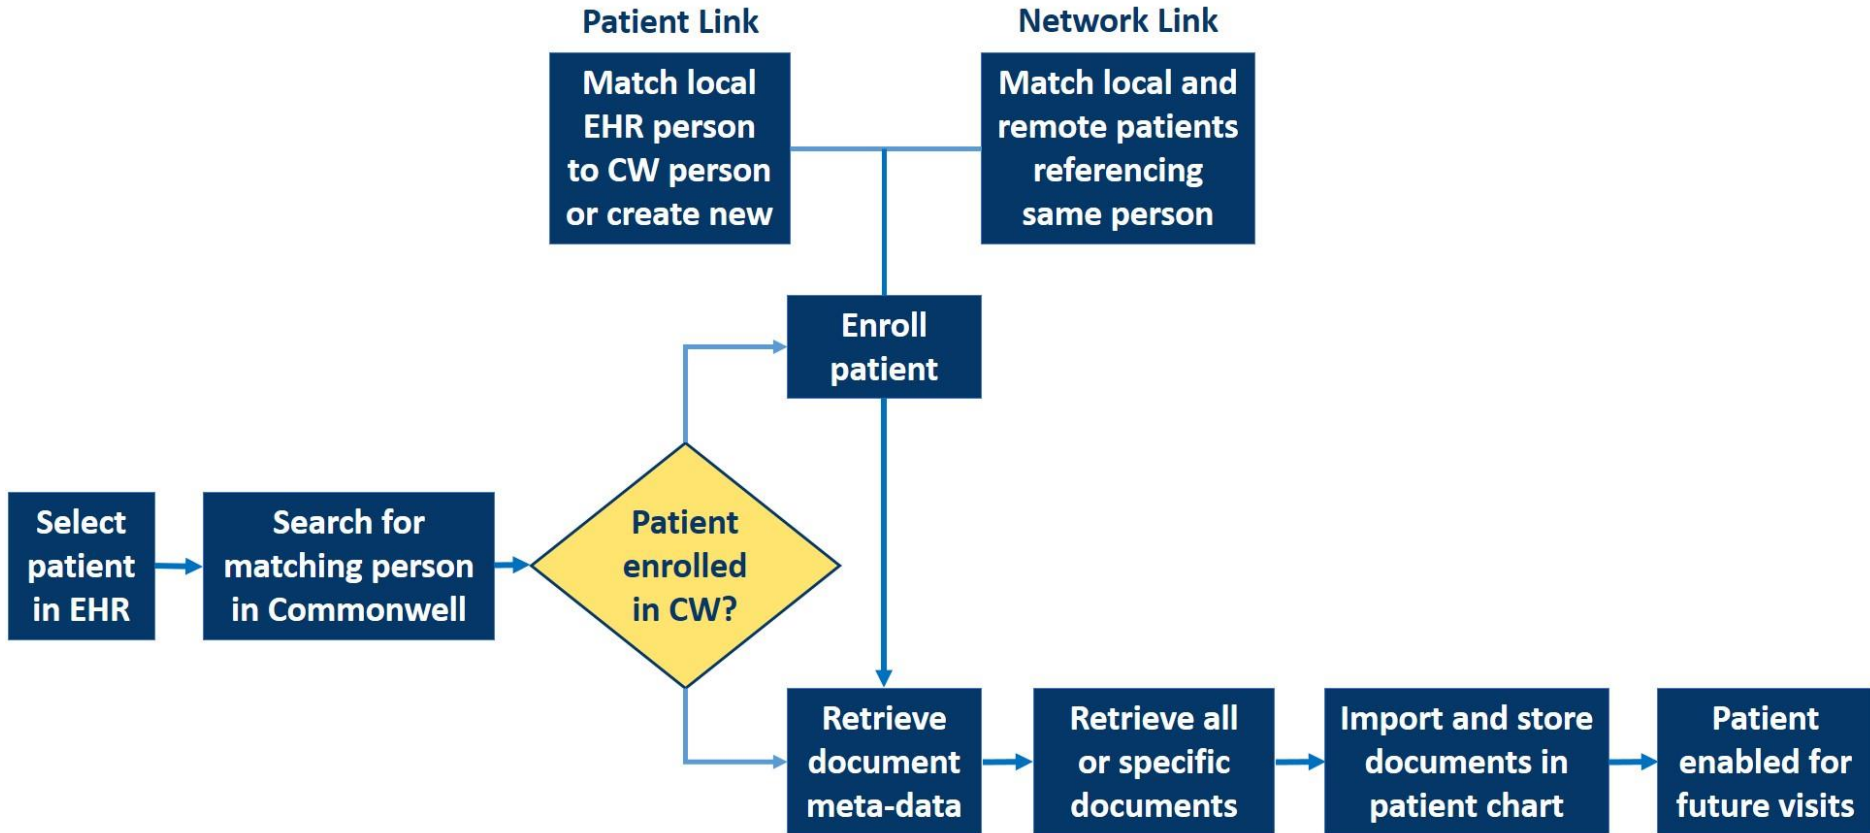 Patient Link
Match local
EHR person
to CW person
or create new
Network Link
Match local and
remote patients
referencing
same person
Enroll
patient
Select
patient
in EHR
Search for
matching person
in Commonwell
Patient
enrolled
in CW?
Retrieve
document
meta-data
Retrieve all
or specific
documents
Import and store
documents in
patient chart
Patient
enabled for
future visits